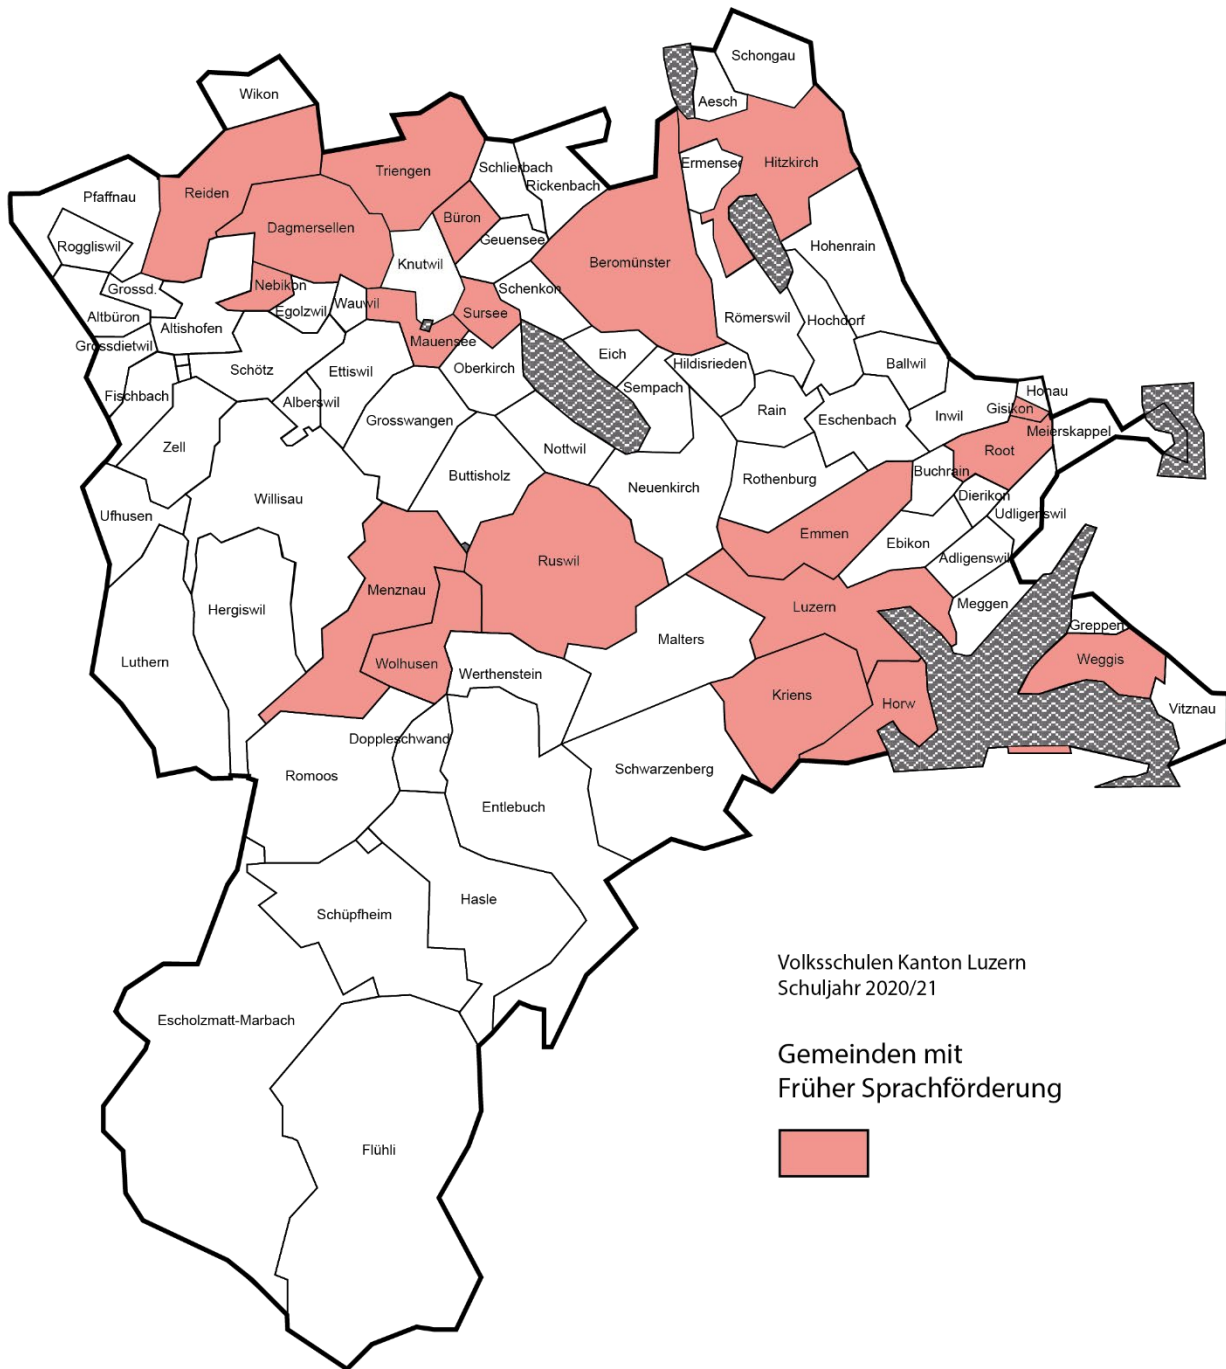 Schongau
Wikon
Aesch
Ermensee
Hitzkirch
Triengen
Schlierbach
Rickenbach
Pfaffnau
Reiden
Büron
Dagmersellen
Geuensee
Roggliswil
Hohenrain
Knutwil
Beromünster
Grossd.
Nebikon
Schenkon
Egolzwil
Wauwil
Sursee
Altbüron
Altishofen
Römerswil
Hochdorf
Mauensee
Grossdietwil
Eich
Hildisrieden
Ballwil
Schötz
Ettiswil
Oberkirch
Sempach
Fischbach
Alberswil
Honau
Gisikon
Rain
Inwil
Grosswangen
Eschenbach
Meierskappel
Zell
Nottwil
Root
Buttisholz
Buchrain
Rothenburg
Neuenkirch
Willisau
Dierikon
Udligenswil
Ufhusen
Emmen
Ebikon
Adligenswil
Ruswil
Menznau
Meggen
Hergiswil
Luzern
Greppen
Malters
Luthern
Wolhusen
Weggis
Werthenstein
Kriens
Horw
Vitznau
Doppleschwand
Romoos
Schwarzenberg
Entlebuch
Hasle
Schüpfheim
Volksschulen Kanton Luzern
Schuljahr 2020/21
Escholzmatt-Marbach
Gemeinden mit
Früher Sprachförderung
Flühli